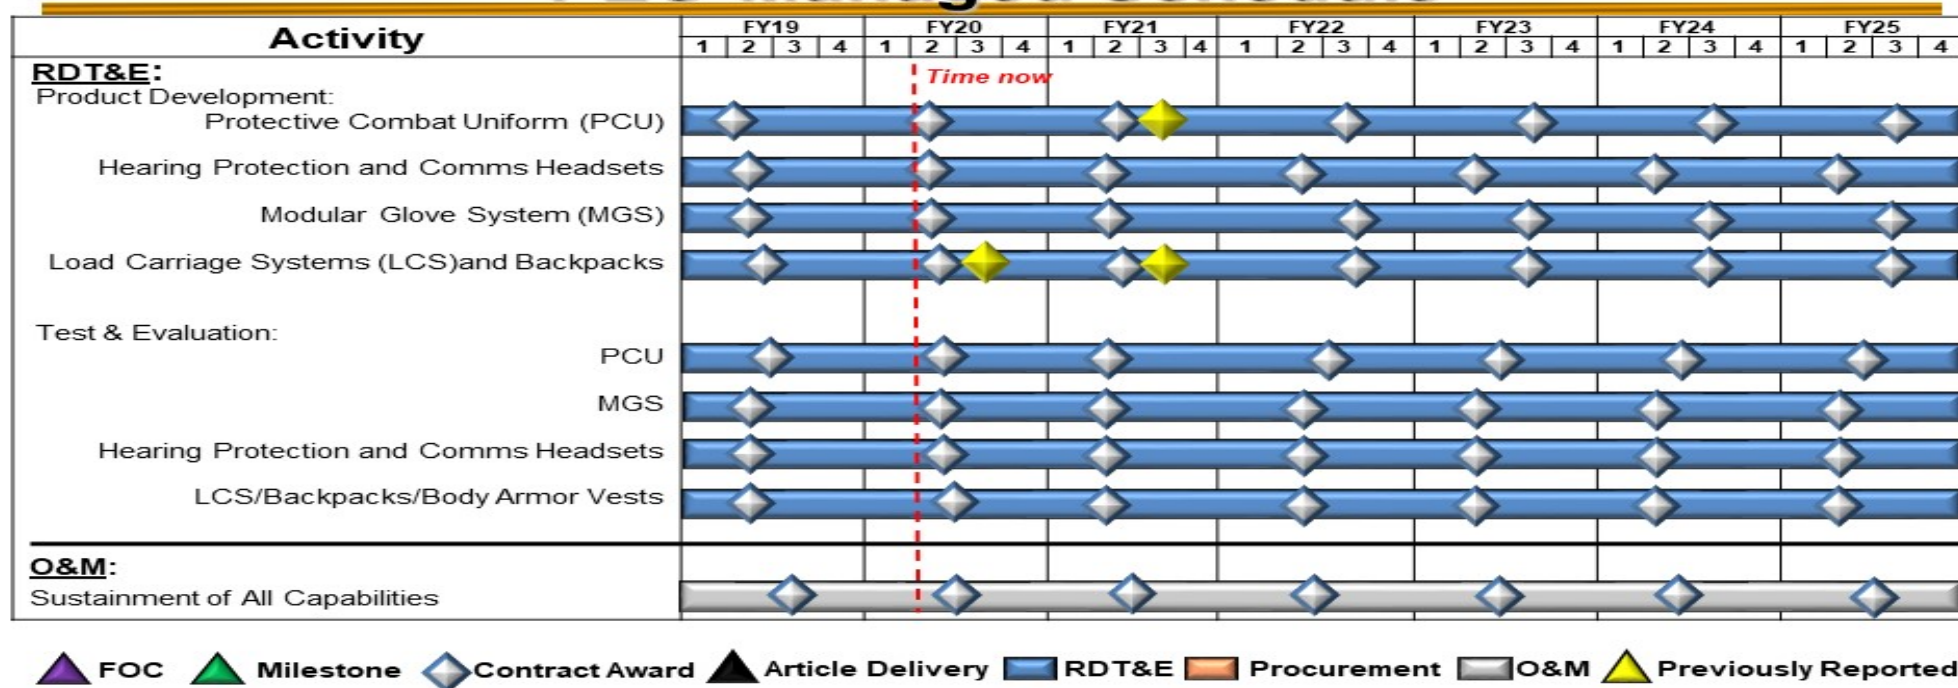 PEO Managed Schedule
Activity FY19 FY20 FY21 FY22 FY23 FY24 FY25
1 2 3 4 1 2 3 4 1 2 3 4 1 2 3 4 1 2 3 4 1 2 3 4 1 2 3 4
RDT&E:
Time now
Product Development:
Protective Combat Uniform (PCU)
Hearing Protection and Comms Headsets
Modular Glove System (MGS)
Load Carriage Systems (LCS)and Backpacks
Test & Evaluation:
PCU
MGS
Hearing Protection and Comms Headsets
LCS/Backpacks/Body Armor Vests
O&M:
Sustainment of All Capabilities
FOC Milestone Contract Award Article Delivery RDT&E Procurement O&M Previously Reported